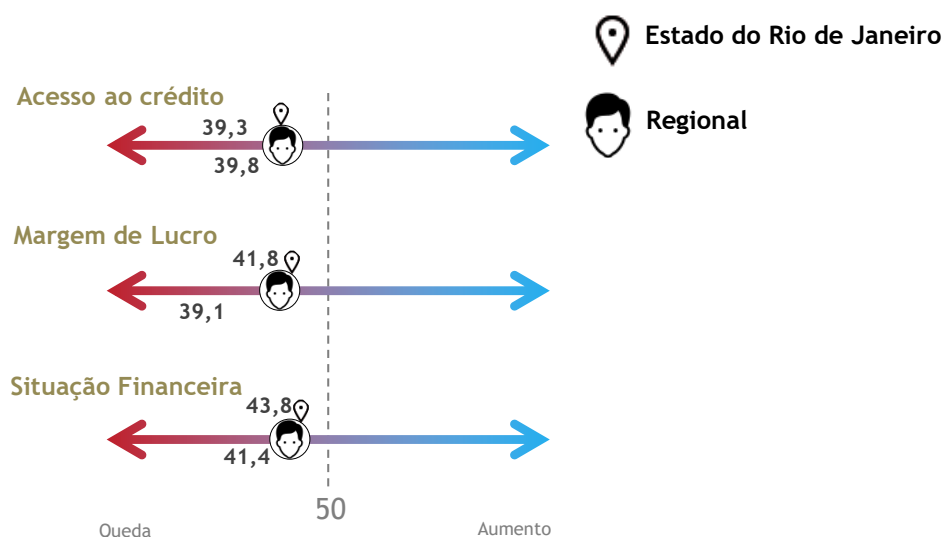 Estado do Rio de Janeiro
Regional
Acesso ao crédito
39,3
39,8
Margem de Lucro
41,8
39,1
Situação Financeira
43,8
41,4
50
Queda
Aumento